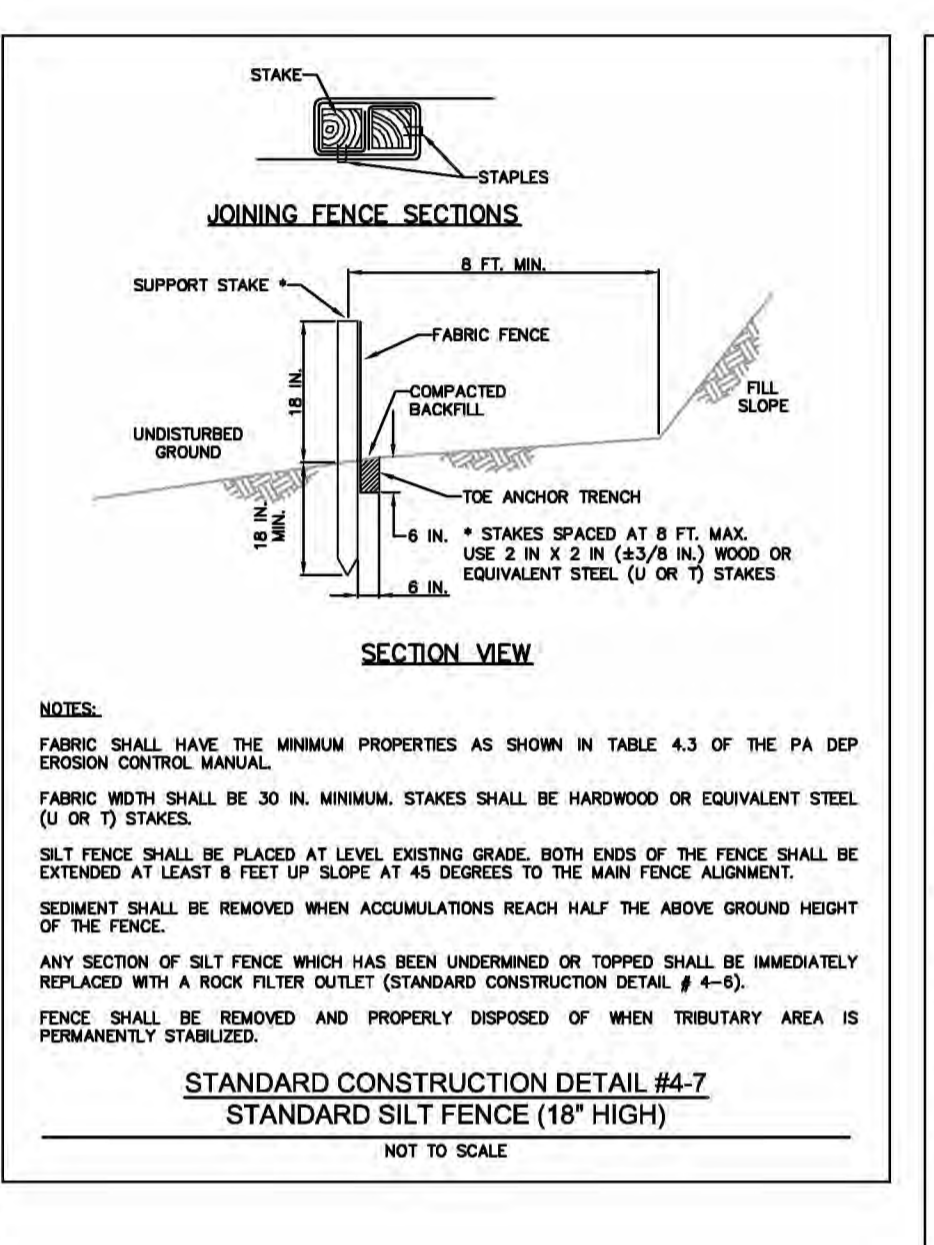 STAKE
STAPLES
JOINING FENCE SECTIONS
8 FT. MIN.
SUPPORT STAKE *
FABRIC FENCE
18 IN.
COMPACTED
BACKFILL
FILL
SLOPE
UNDISTURBED
GROUND
TOE ANCHOR TRENCH
18 IN.
MIN.
6 IN.
* STAKES SPACED AT 8 FT. MAX.
USE 2 IN X 2 IN (±3/8 IN.) WOOD OR
EQUIVALENT STEEL (U OR T) STAKES
6 IN.
SECTION VIEW
NOTES:
FABRIC SHALL HAVE THE MINIMUM PROPERTIES AS SHOWN IN TABLE 4.3 OF THE PA DEP
EROSION CONTROL MANUAL.
FABRIC WIDTH SHALL BE 30 IN. MINIMUM. STAKES SHALL BE HARDWOOD OR EQUIVALENT STEEL
(U OR T) STAKES.
SILT FENCE SHALL BE PLACED AT LEVEL EXISTING GRADE. BOTH ENDS OF THE FENCE SHALL BE
EXTENDED AT LEAST 8 FEET UP SLOPE AT 45 DEGREES TO THE MAIN FENCE ALIGNMENT.
SEDIMENT SHALL BE REMOVED WHEN ACCUMULATIONS REACH HALF THE ABOVE GROUND HEIGHT
OF THE FENCE.
ANY SECTION OF SILT FENCE WHICH HAS BEEN UNDERMINED OR TOPPED SHALL BE IMMEDIATELY
REPLACED WITH A ROCK FILTER OUTLET (STANDARD CONSTRUCTION DETAIL # 4-6).
FENCE SHALL BE REMOVED AND PROPERLY DISPOSED OF WHEN TRIBUTARY AREA IS
PERMANENTLY STABILIZED.
STANDARD CONSTRUCTION DETAIL #4-7
STANDARD SILT FENCE (18" HIGH)
NOT TO SCALE